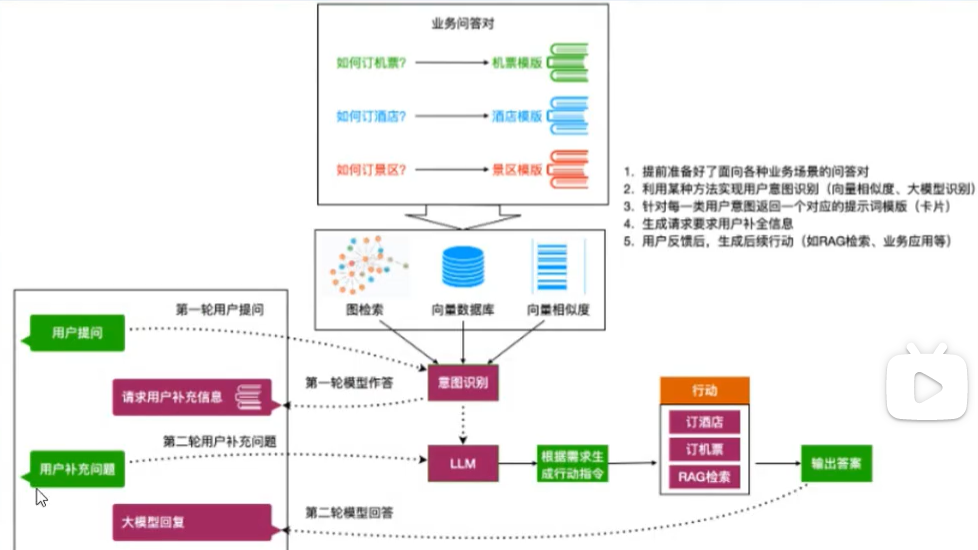 业务问答对
如何订机票?
机票模版
如何订酒店?
酒店模版
如何订景区?
景区模版
1. 提前准备好了面向各种业务场景的问答对
2. 利用某种方法实现用户意图识别（向量相似度、大模型识别）
3. 针对每一类用户意图返回一个对应的提示词模版（卡片）
4. 生成请求要求用户补全信息
5. 用户反馈后，生成后续行动（如RAG检索、业务应用等）
图检索
向量数据库
向量相似度
第一轮用户提问
用户提问
意图识别
第一轮模型作答
请求用户补充信息
行动
订酒店
订机票
RAG检索
第二轮用户补充问题
用户补充问题
LLM
根据需求生
成行动指令
输出答案
第二轮模型回答
大模型回复